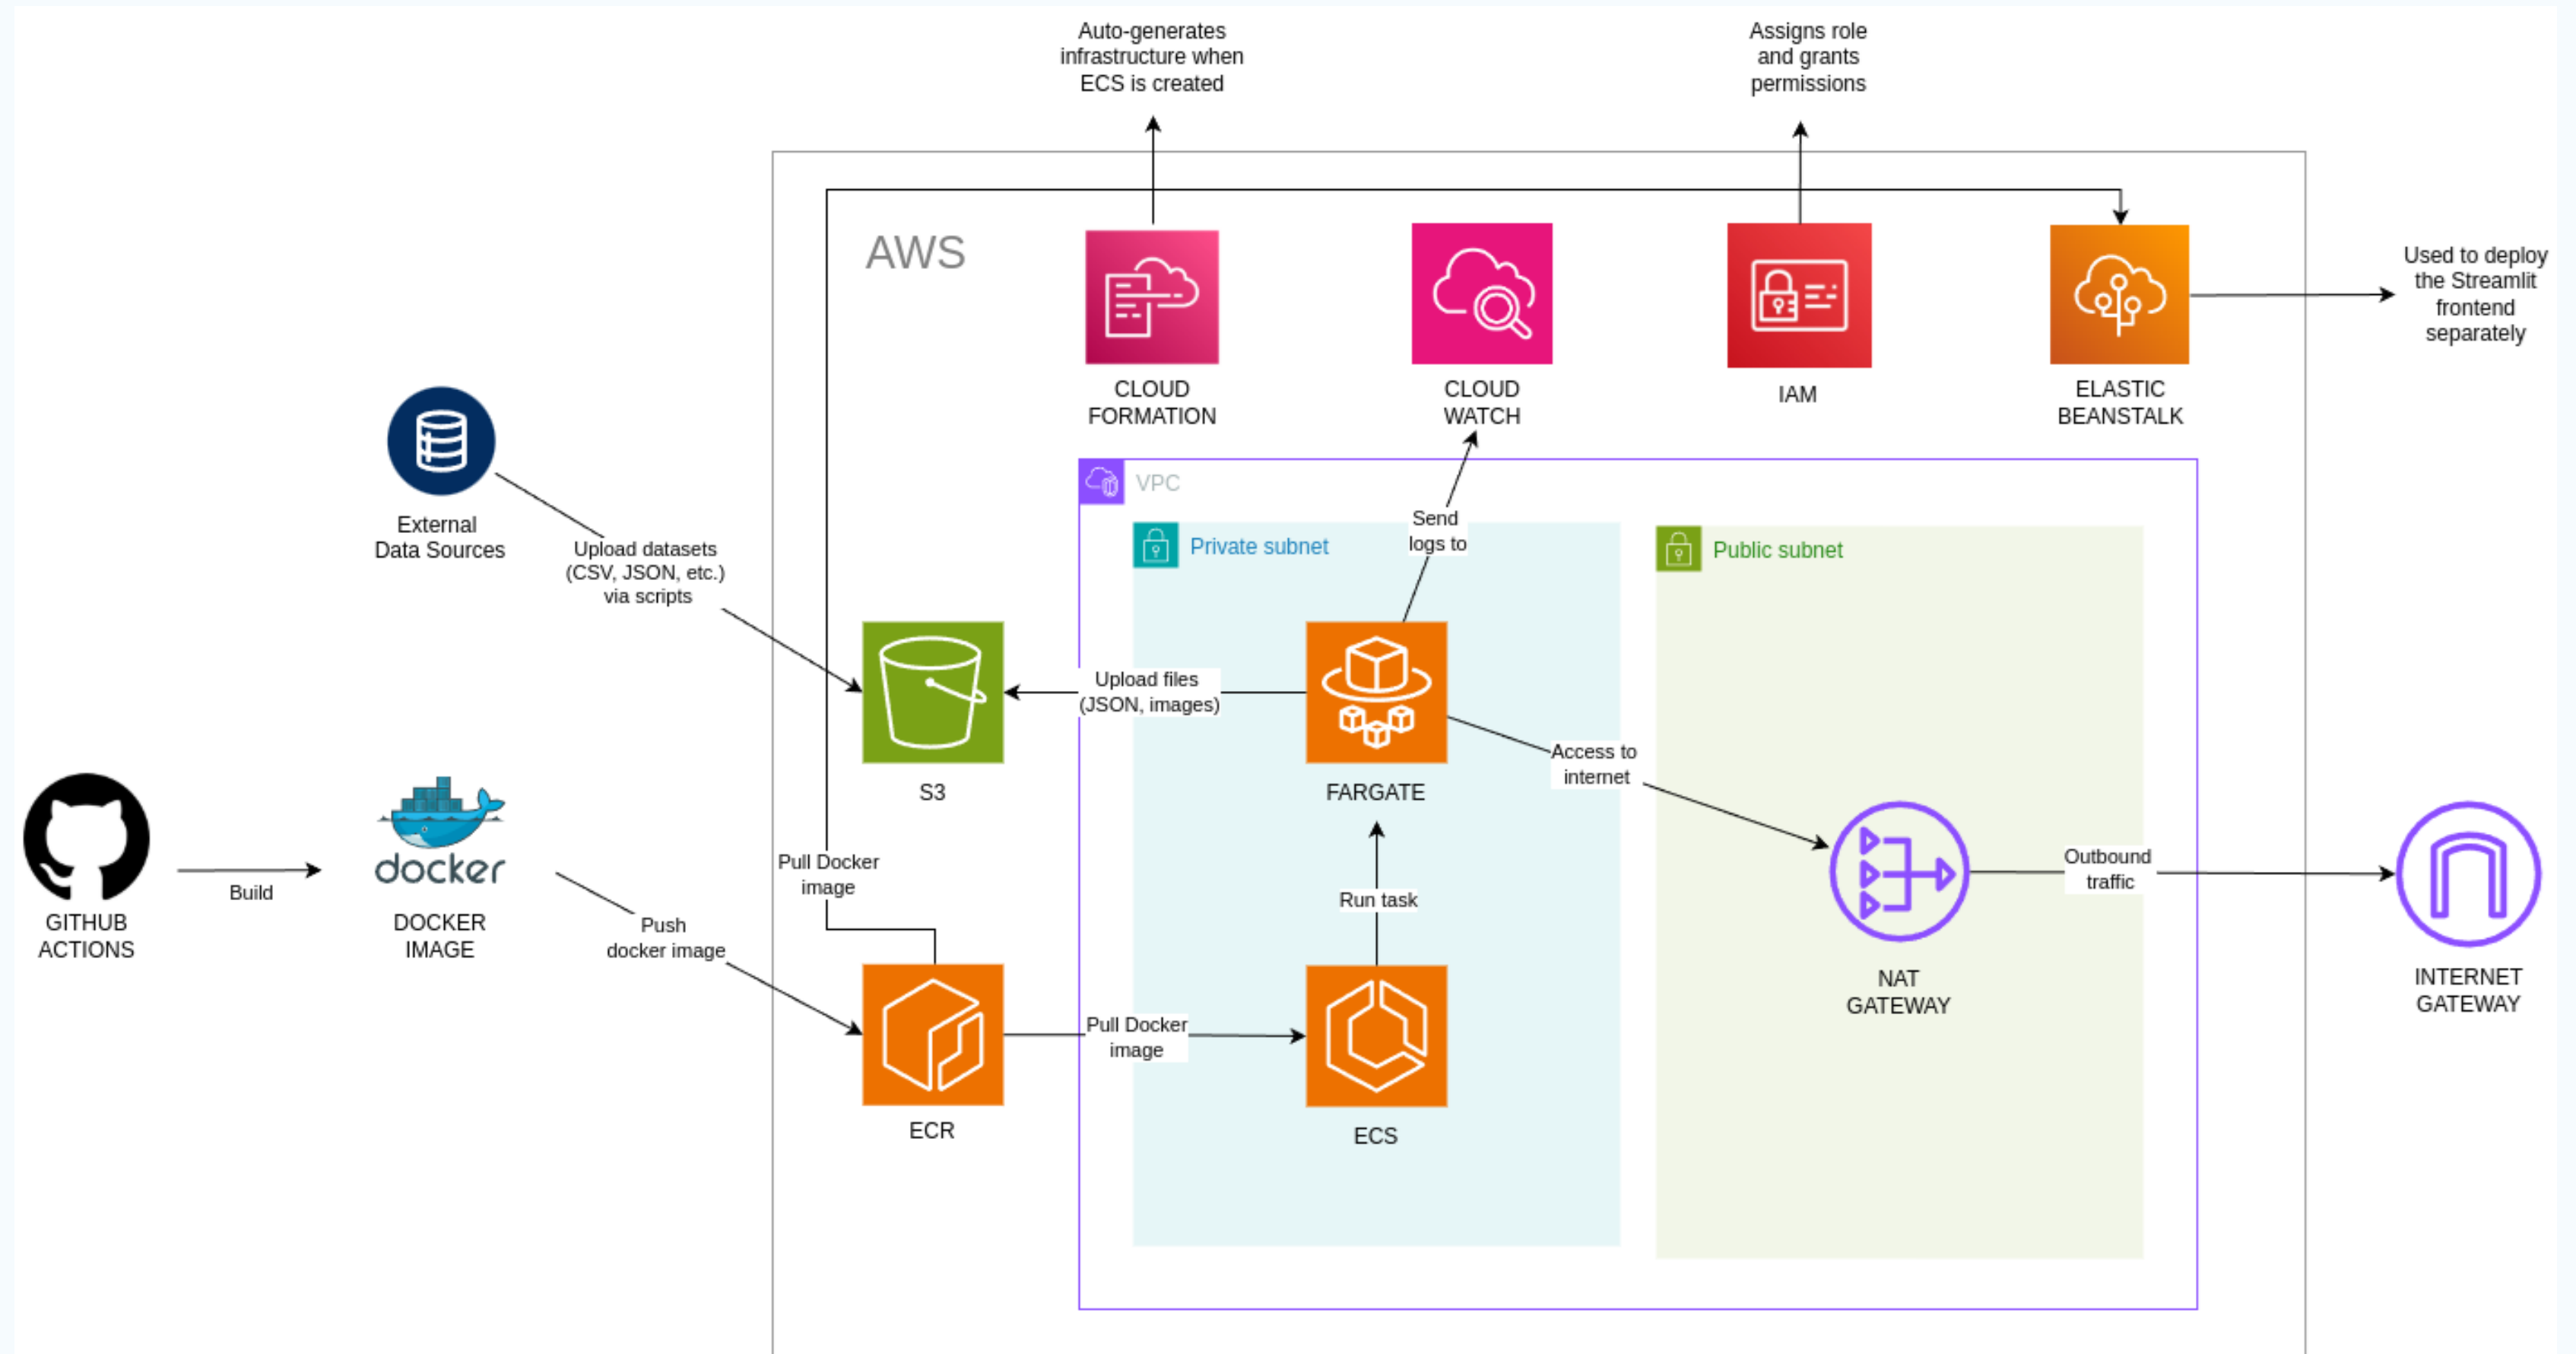 Auto-generates
infrastructure when
ECS is created
Assigns role
and grants
permissions
AWS
CLOUD
FORMATION
CLOUD
WATCH
IAM
ELASTIC
BEANSTALK
Used to deploy
the Streamlit
frontend
separately
External
Data Sources
Upload datasets
(CSV, JSON, etc.)
via scripts
VPC
Private subnet
Send
logs to
Public subnet
S3
Upload files
(JSON, images)
FARGATE
Access to
internet
GITHUB
ACTIONS
Build
docker
DOCKER
IMAGE
Push
docker image
Pull Docker
image
Run task
NAT
GATEWAY
Outbound
traffic
INTERNET
GATEWAY
ECR
Pull Docker
image
ECS